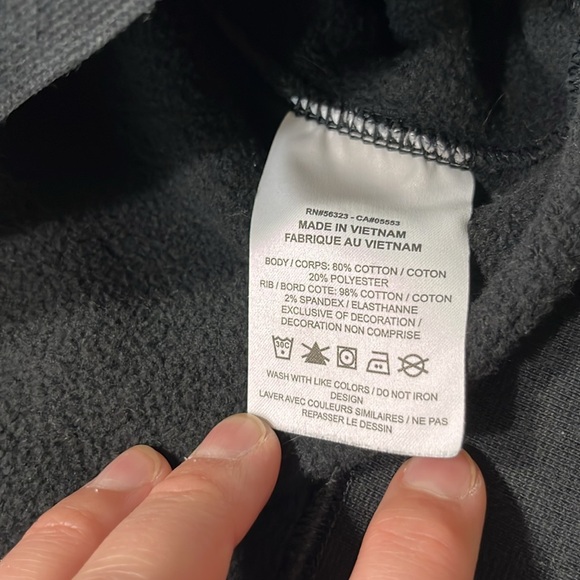 RN#56323 - CA#05553
MADE IN VIETNAM
FABRIQUE AU VIETNAM
BODY / CORPS: 80% COTTON / COTON
20% POLYESTER
RIB / BORD COTE: 98% COTTON / COTON
2% SPANDEX / ELASTHANNE
EXCLUSIVE OF DECORATION /
DECORATION NON COMPRISE
30C
WASH WITH LIKE COLORS / DO NOT IRON
DESIGN
LAVER AVEC COULEURS SIMILAIRES / NE PAS
REPASSER LE DESSIN